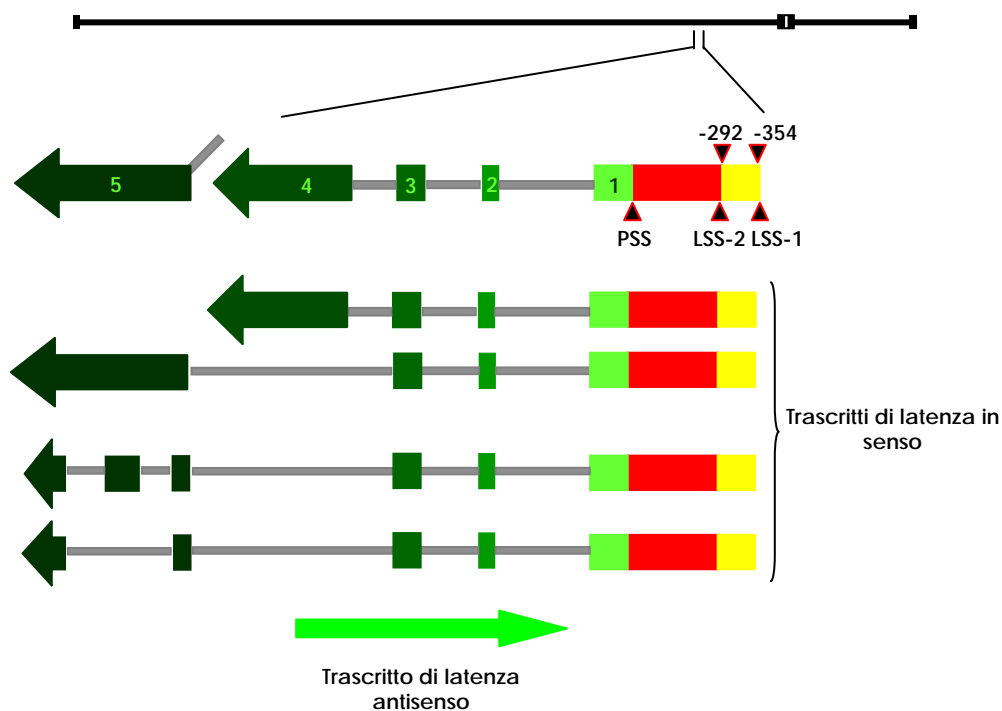 I
-292 -354
5 4 3 2 1
PSS LSS-2 LSS-1
Trascritti di latenza in
senso
Trascritto di latenza
antisenso